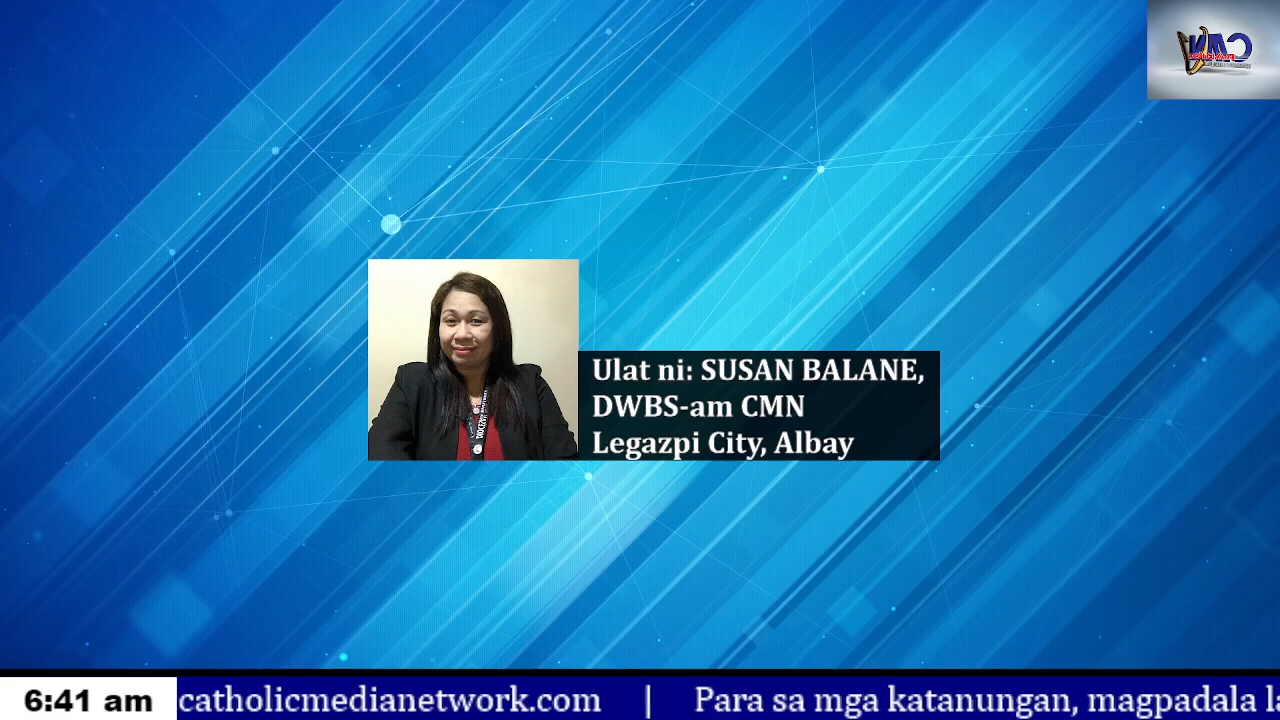 Ulat ni: SUSAN BALANE,
DWBS-am CMN
Legazpi City, Albay
6:41 am
catholicmedianetwork.com | Para sa mga katanungan, magpadala